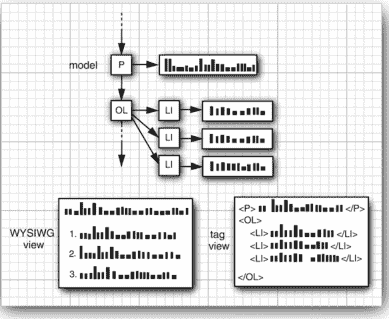 model P
OL LI
LI
LI
WYSIWG
view
1.
2.
3.
tag
view
<P> </P>
<OL>
<LI> </LI>
<LI> </LI>
<LI> </LI>
</OL>